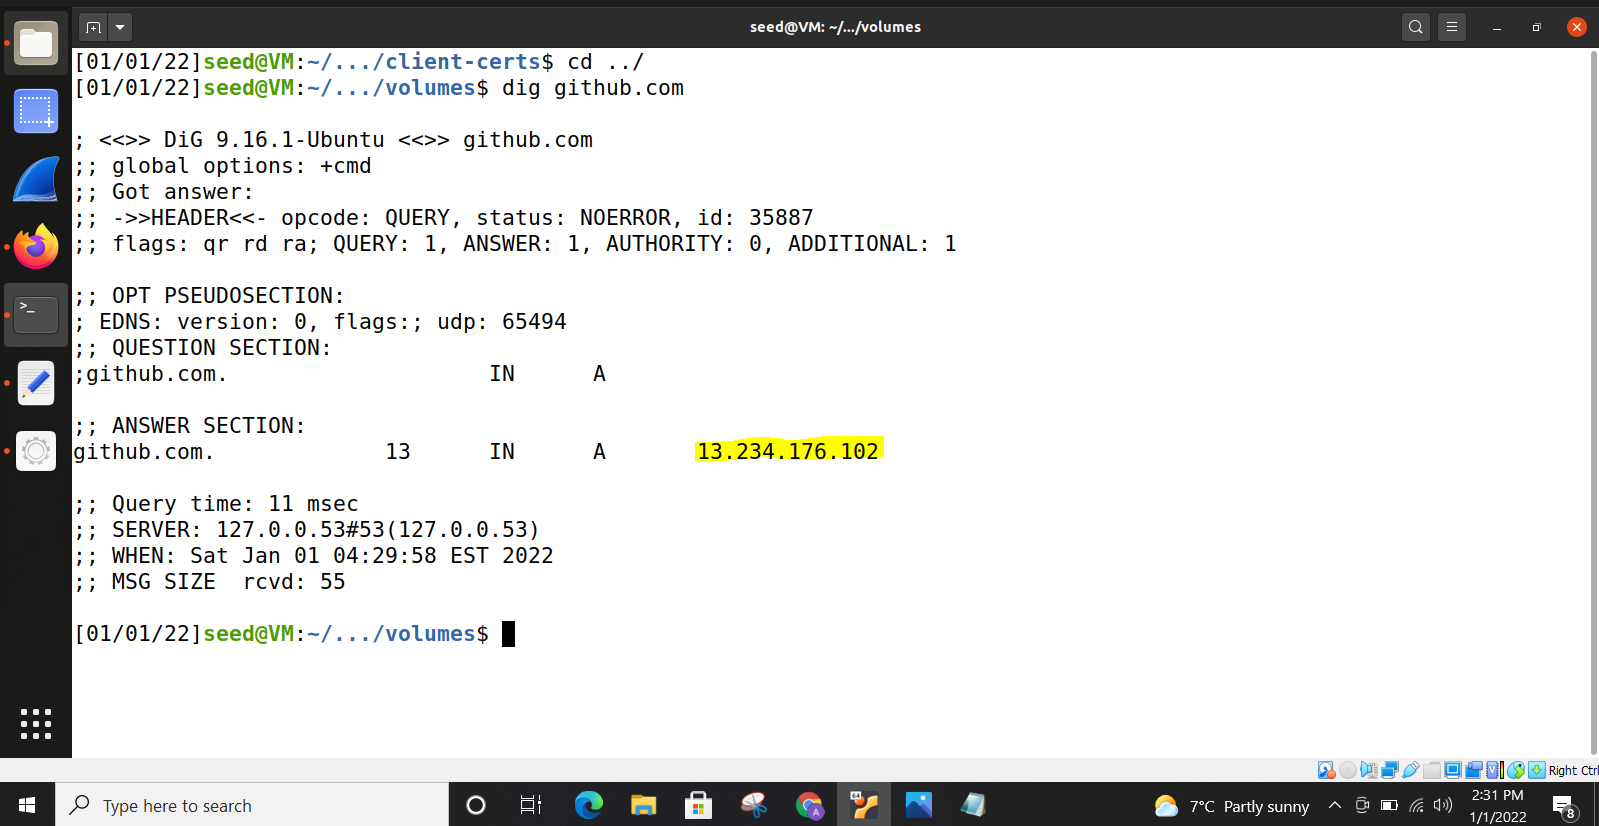 seed@VM: ~/.../volumes
[01/01/22]seed@VM:~/.../client-certs$ cd ../
[01/01/22]seed@VM:~/.../volumes$ dig github.com
; <<>> DiG 9.16.1-Ubuntu <<>> github.com
;; global options: +cmd
;; Got answer:
;; ->>HEADER<<- opcode: QUERY, status: NOERROR, id: 35887
;; flags: qr rd ra; QUERY: 1, ANSWER: 1, AUTHORITY: 0, ADDITIONAL: 1
;; OPT PSEUDOSECTION:
; EDNS: version: 0, flags:; udp: 65494
;; QUESTION SECTION:
;github.com. IN A
;; ANSWER SECTION:
github.com. 13 IN A 13.234.176.102
;; Query time: 11 msec
;; SERVER: 127.0.0.53#53(127.0.0.53)
;; WHEN: Sat Jan 01 04:29:58 EST 2022
;; MSG SIZE  rcvd: 55
[01/01/22]seed@VM:~/.../volumes$
Right Ctrl
Type here to search
64
A
7°C Partly sunny
2:31 PM
1/1/2022
8